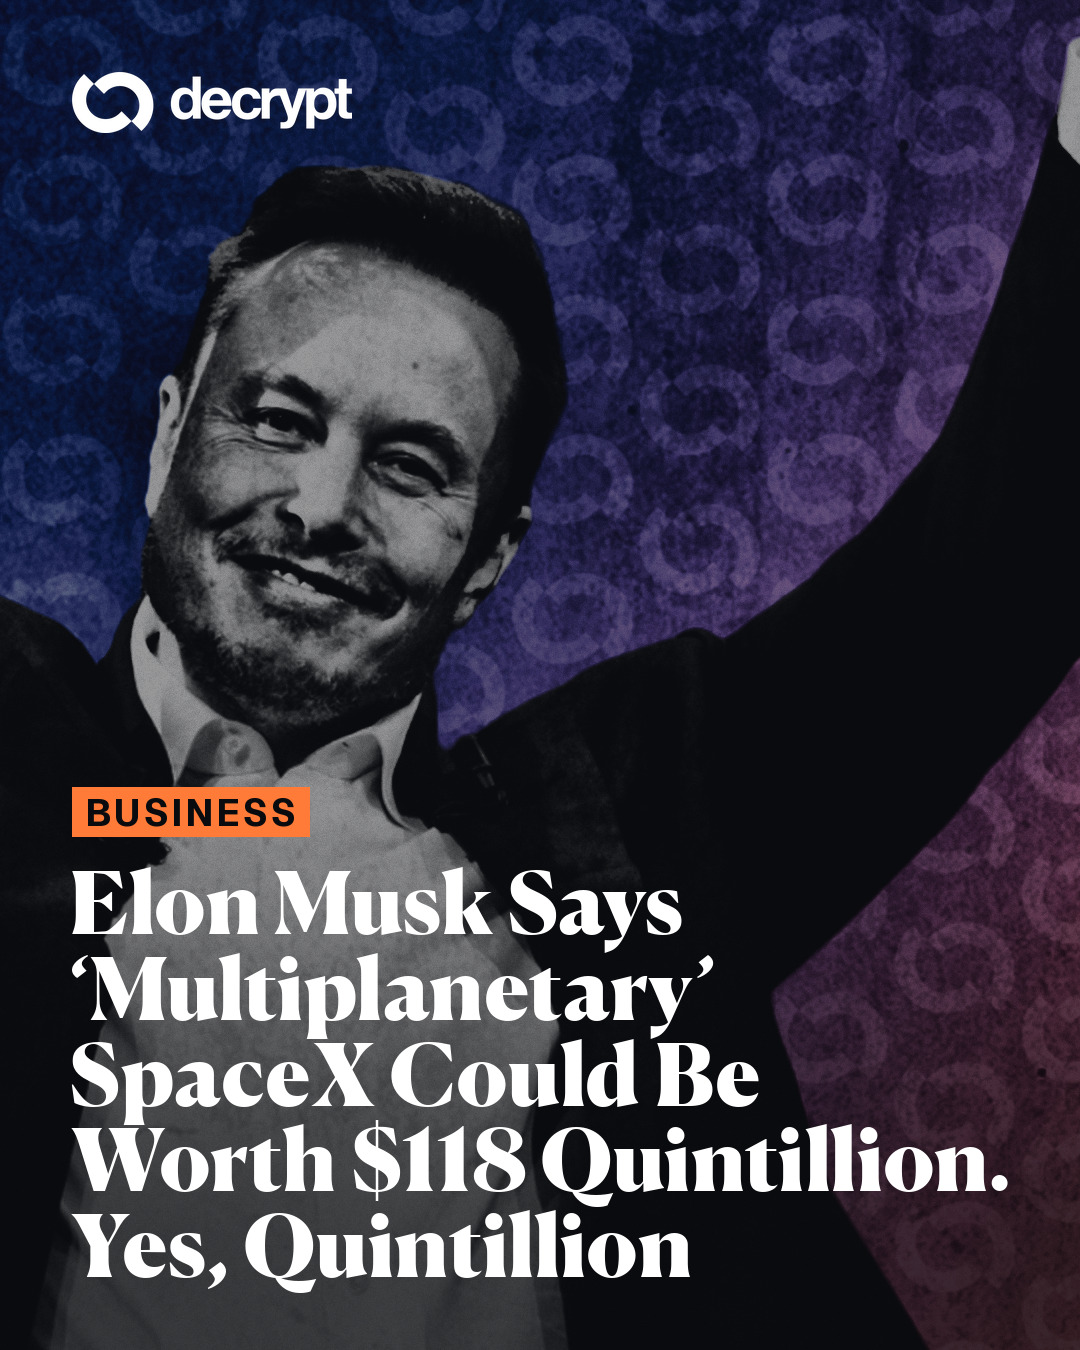 decrypt
BUSINESS
Elon Musk Says
‘Multiplanetary’
SpaceX Could Be
Worth $118 Quintillion.
Yes, Quintillion